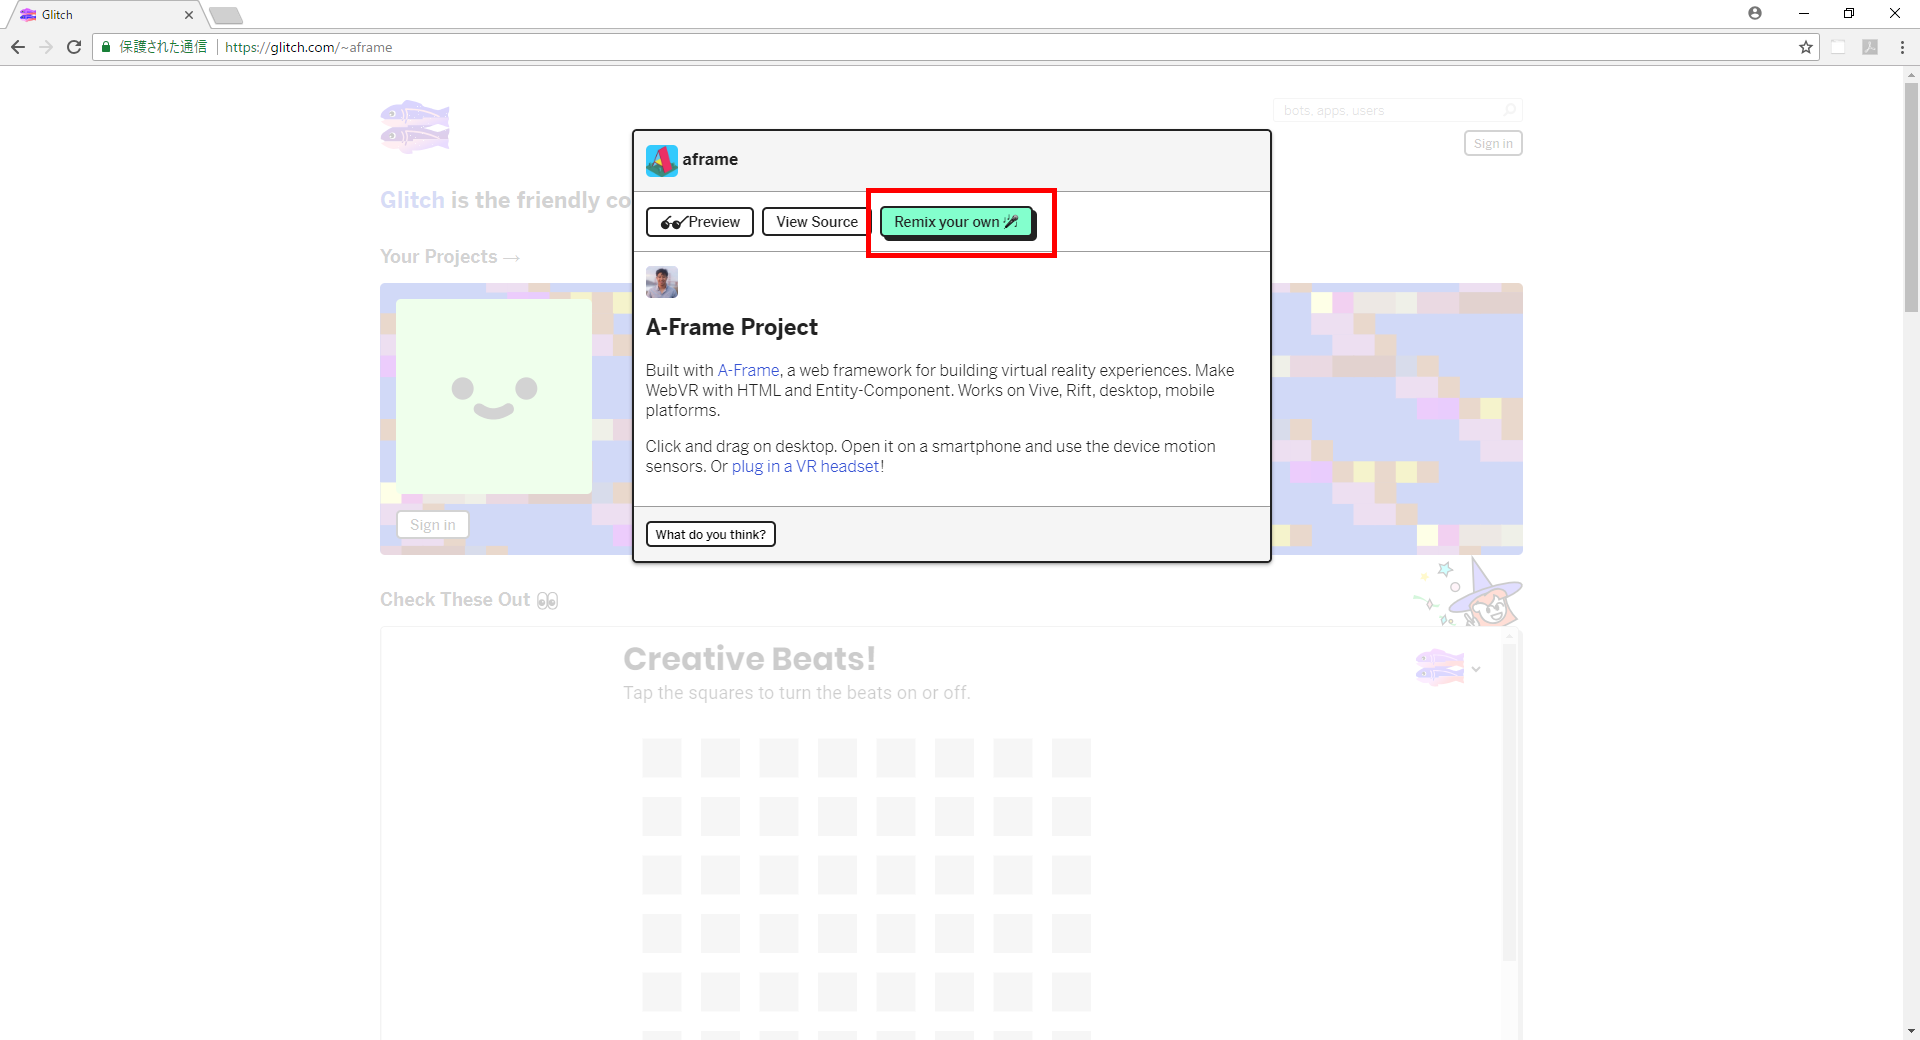 Glitch
保護された通信 https://glitch.com/~aframe
bots, apps, users
Sign in
Glitch is the friendly co
Your Projects →
Sign in
aframe
Preview
View Source
Remix your own
A-Frame Project
Built with A-Frame, a web framework for building virtual reality experiences. Make
WebVR with HTML and Entity-Component. Works on Vive, Rift, desktop, mobile
platforms.
Click and drag on desktop. Open it on a smartphone and use the device motion
sensors. Or plug in a VR headset!
What do you think?
Check These Out
Creative Beats!
Tap the squares to turn the beats on or off.